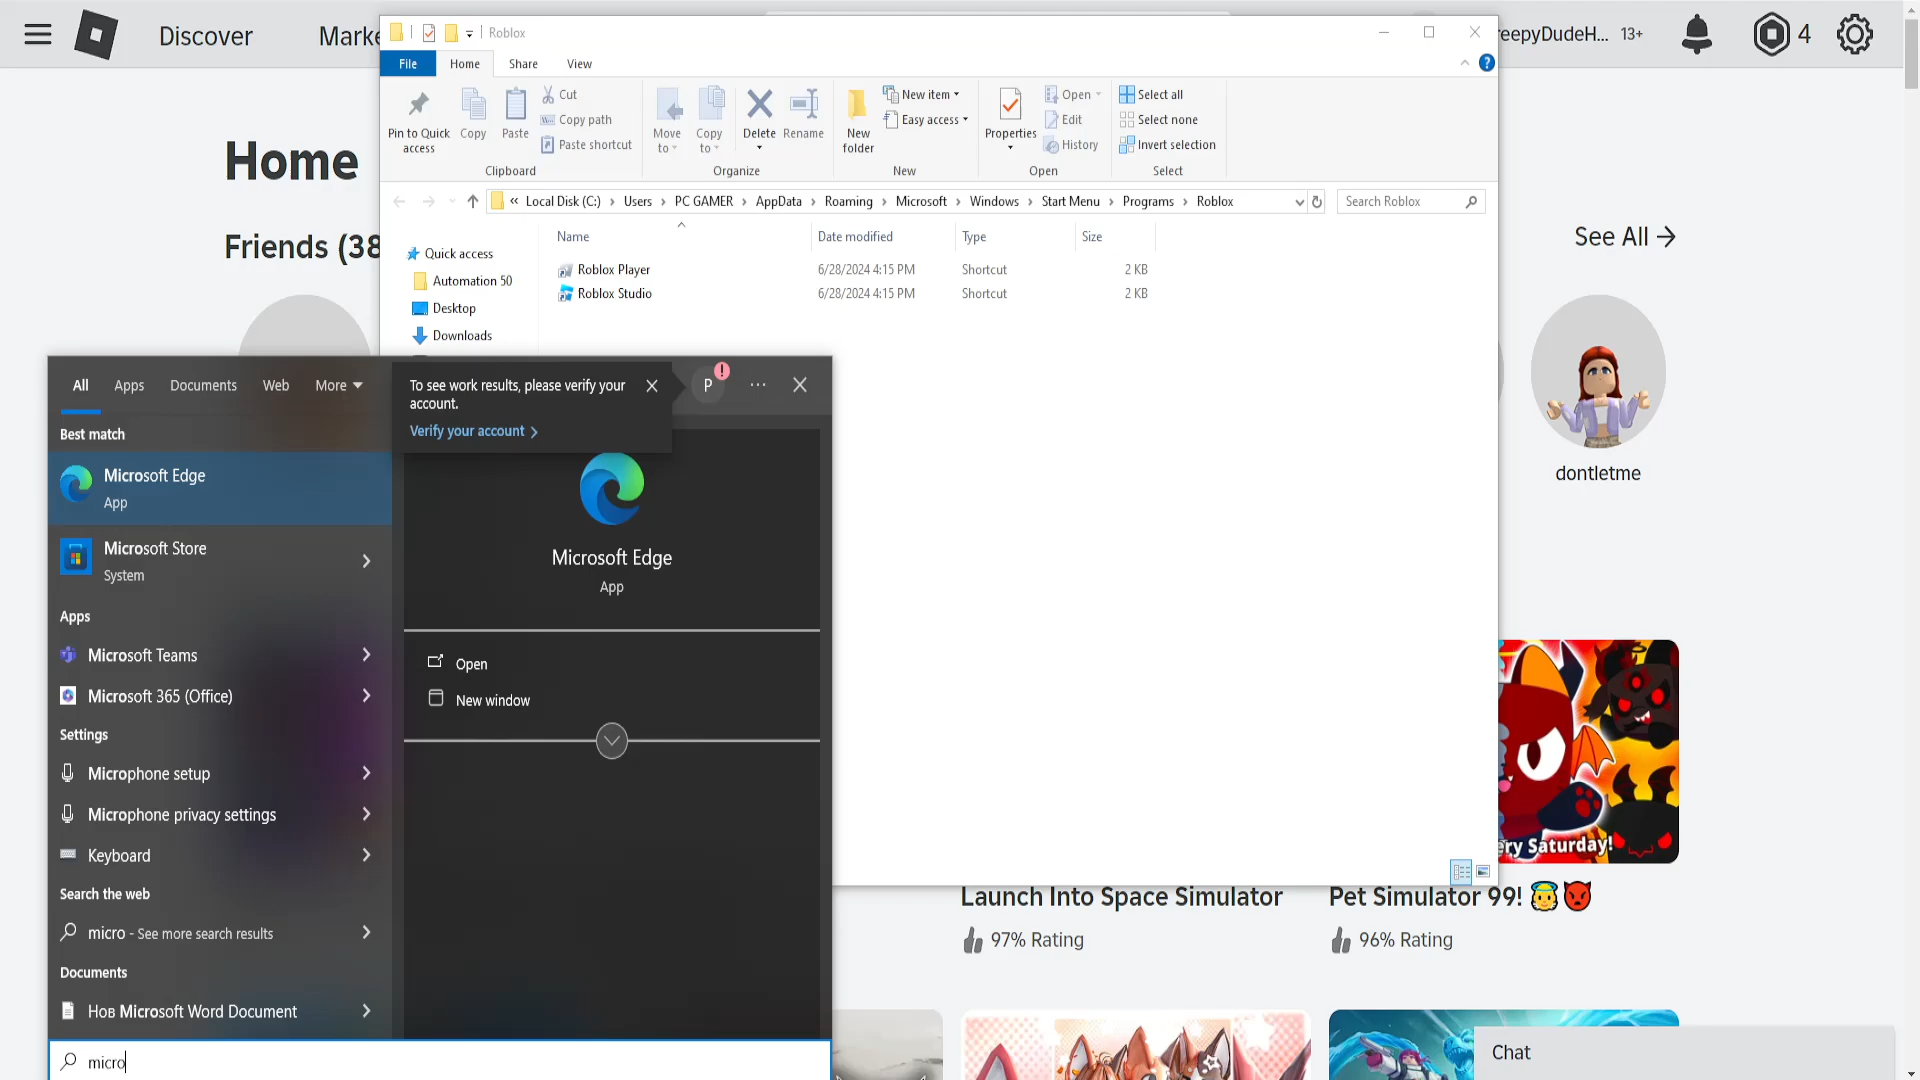 Discover
Marke
Roblox
reepyDudeH...
13+
4
File
Home
Share
View
Pin to Quick access
Copy
Paste
Cut
Copy path
Paste shortcut
Clipboard
Move to
Copy to
Delete
Rename
Organize
New folder
New item
Easy access
New
Properties
Open
Edit
History
Open
Select all
Select none
Invert selection
Select
Home
« Local Disk (C:) > Users > PC GAMER > AppData > Roaming > Microsoft > Windows > Start Menu > Programs > Roblox
Search Roblox
Name
Date modified
Type
Size
Friends (38
See All
Quick access
Automation 50
Desktop
Downloads
Roblox Player
6/28/2024 4:15 PM
Shortcut
2 KB
Roblox Studio
6/28/2024 4:15 PM
Shortcut
2 KB
dontletme
All
Apps
Documents
Web
More
To see work results, please verify your
account.
Verify your account
P
!
...
Best match
Microsoft Edge
App
Microsoft Store
System
Apps
Microsoft Teams
Microsoft 365 (Office)
Settings
Microphone setup
Microphone privacy settings
Keyboard
Search the web
micro - See more search results
Documents
Нов Microsoft Word Document
micro
Microsoft Edge
App
Open
New window
ery Saturday!
Launch Into Space Simulator
97% Rating
Pet Simulator 99! 😇👿
96% Rating
Chat